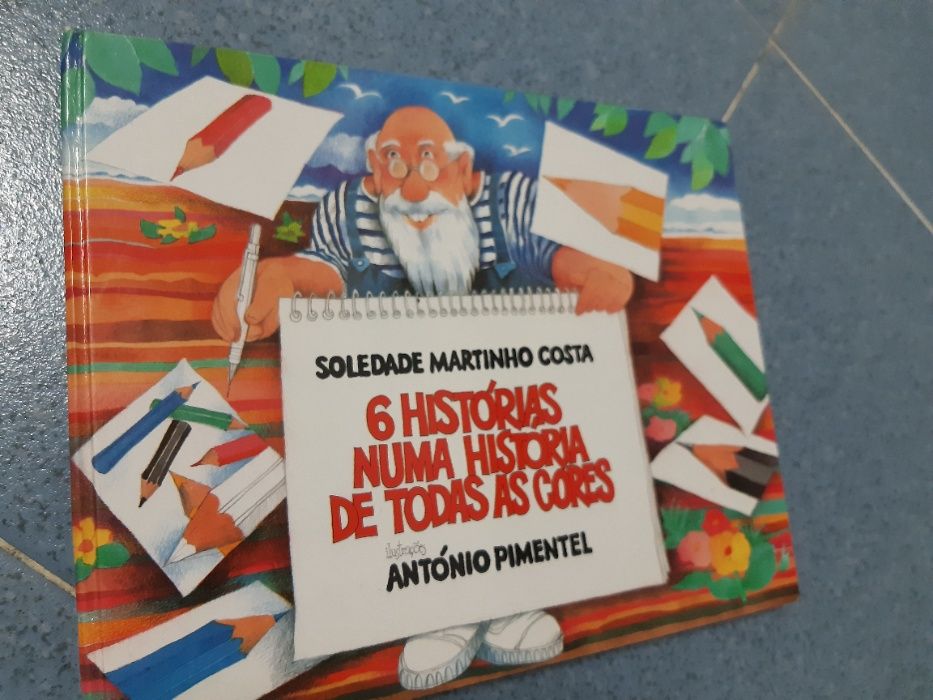 SOLEDADE MARTINHO COSTA
6 HISTÓRIAS
NUMA HISTÓRIA
DE TODAS AS CORES
ilustrações
ANTÓNIO PIMENTEL